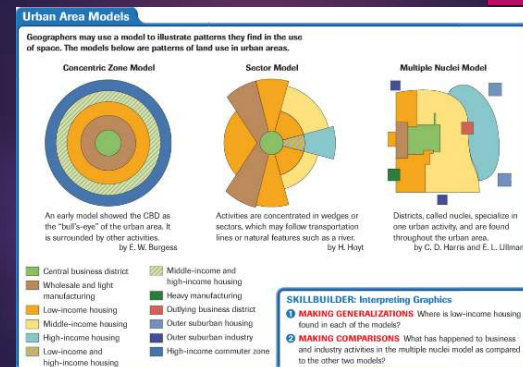 Urban Area Models
Geographers may use a model to illustrate patterns they find in the use
of space. The models below are patterns of land use in urban areas.
Concentric Zone Model
An early model showed the CBD as
the "bull's-eye" of the urban area. It
is surrounded by other activities.
by E. W. Burgess
Sector Model
Activities are concentrated in wedges or
sectors, which may follow transportation
lines or natural features such as a river.
by H. Hoyt
Multiple Nuclei Model
Districts, called nuclei, specialize in
one urban activity, and are found
throughout the urban area.
by C. D. Harris and E. L. Ullman
Central business district
Wholesale and light
manufacturing
Low-income housing
Middle-income housing
High-income housing
Low-income and
high-income housing
Middle-income and
high-income housing
Heavy manufacturing
Outlying business district
Outer suburban housing
Outer suburban industry
High-income commuter zone
SKILLBUILDER: Interpreting Graphics
1 MAKING GENERALIZATIONS Where is low-income housing
found in each of the models?
2 MAKING COMPARISONS What has happened to business
and industry activities in the multiple nuclei model as compared
to the other two models?